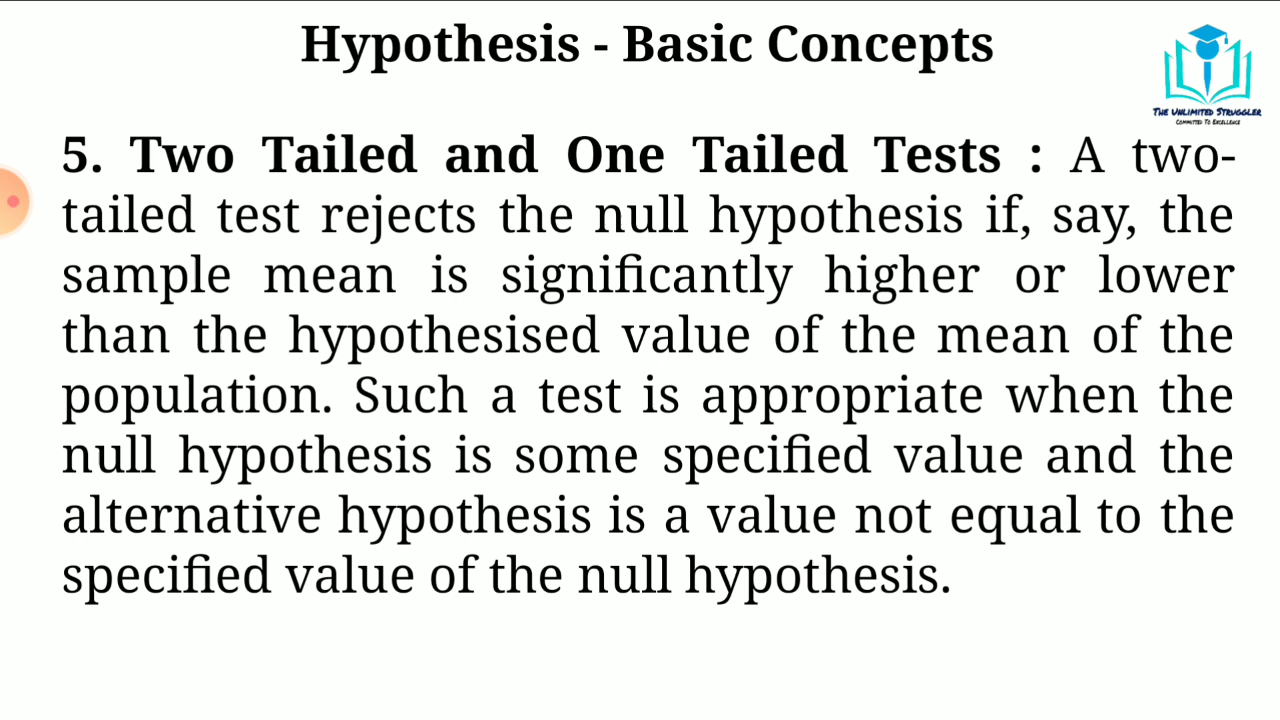 Hypothesis - Basic Concepts
THE UNLIMITED STRUGGLER
COMMITTED TO EXCELLENCE
5. Two Tailed and One Tailed Tests : A two-
tailed test rejects the null hypothesis if, say, the
sample mean is significantly higher or lower
than the hypothesised value of the mean of the
population. Such a test is appropriate when the
null hypothesis is some specified value and the
alternative hypothesis is a value not equal to the
specified value of the null hypothesis.